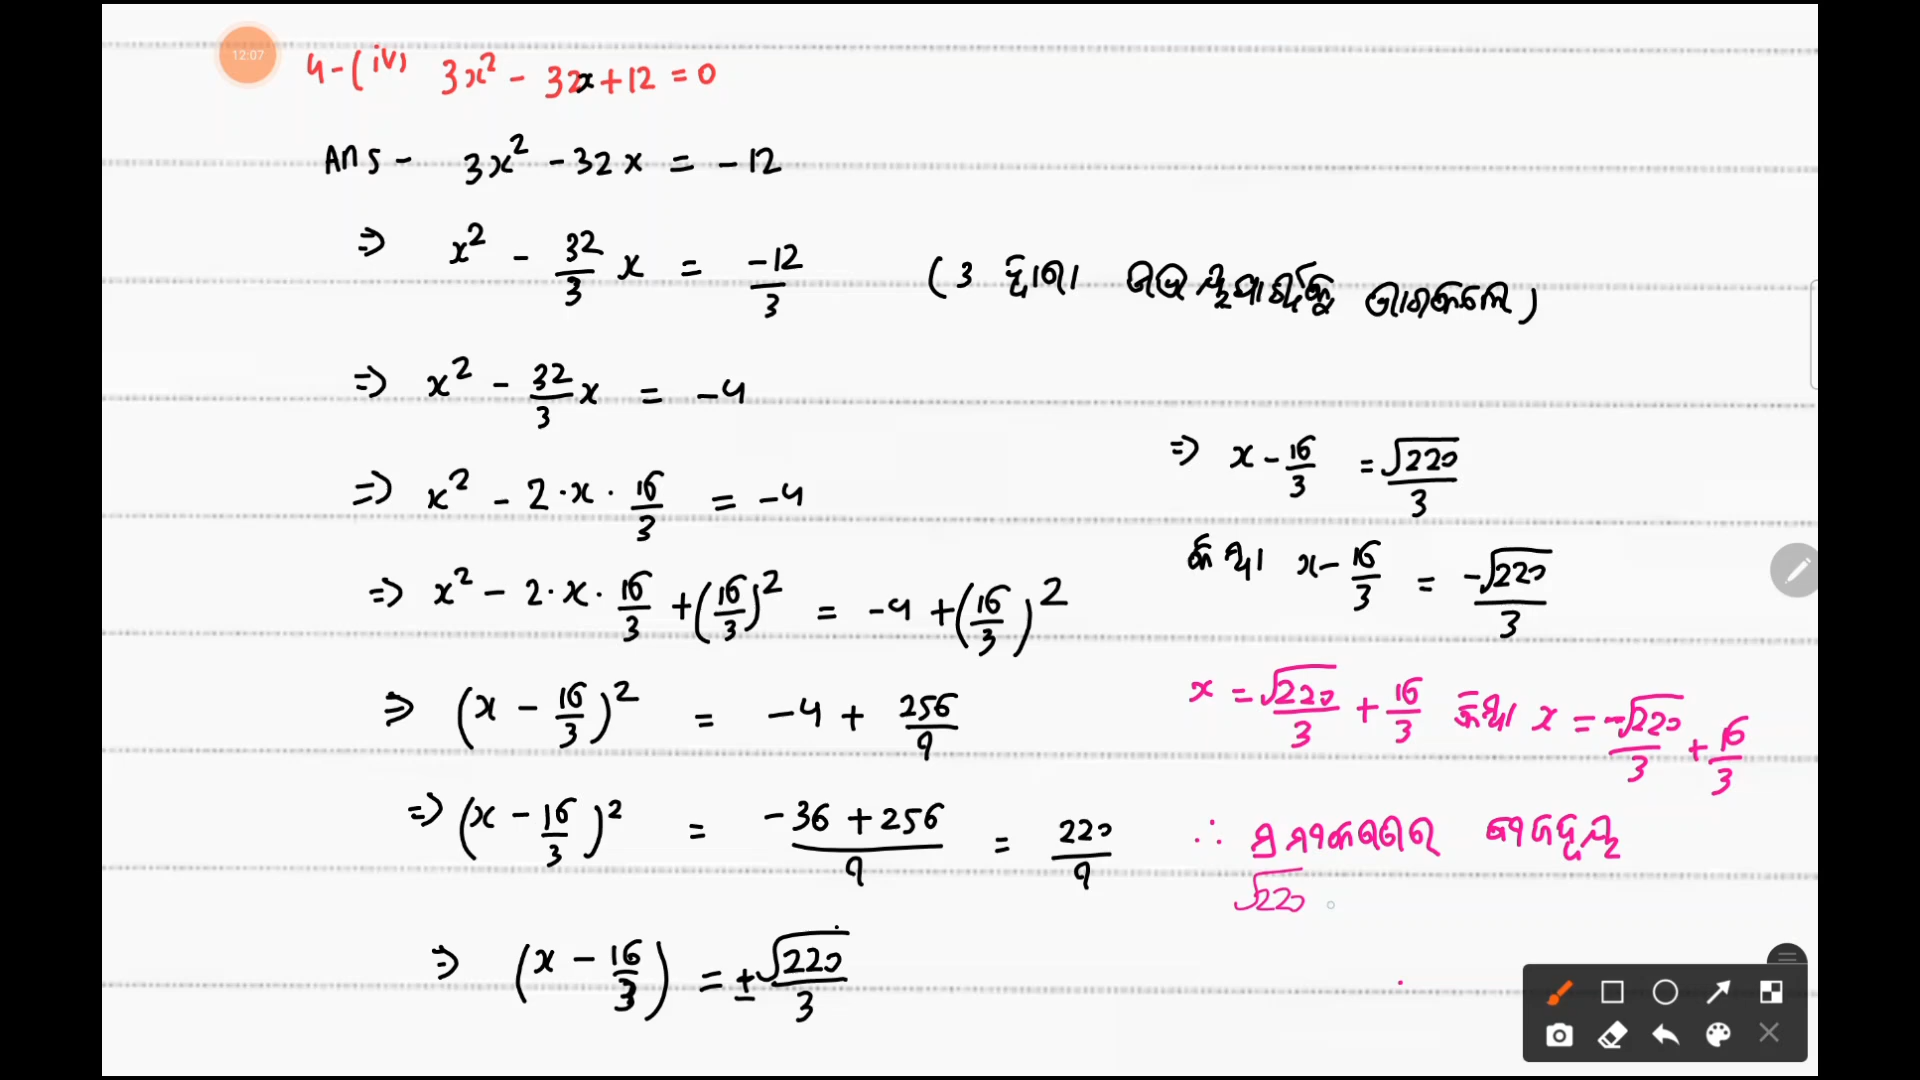 12:07
4-(iv) 3x² - 32x + 12 = 0
Ans - 3x² - 32x = -12
⇒ x² - 32/3 x = -12/3 (3 ଦ୍ୱାରା ଉଭୟ ପାର୍ଶ୍ୱକୁ ଭାଗକଲେ)
⇒ x² - 32/3 x = -4
⇒ x² - 2·x·16/3 = -4
⇒ x² - 2·x·16/3 + (16/3)² = -4 + (16/3)²
⇒ (x - 16/3)² = -4 + 256/9
⇒ (x - 16/3)² = (-36 + 256)/9 = 220/9
⇒ (x - 16/3) = ± √220/3
⇒ x - 16/3 = √220/3
କିମ୍ବା x - 16/3 = -√220/3
x = √220/3 + 16/3 କିମ୍ବା x = -√220/3 + 16/3
∴ ସମୀକରଣର ବୀଜଦ୍ୱୟ
√220